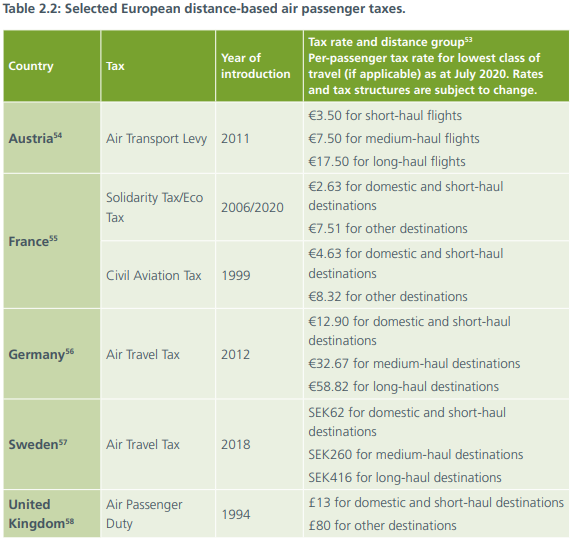 Table 2.2: Selected European distance-based air passenger taxes.
Country
Tax
Year of
introduction
Tax rate and distance group53
Per-passenger tax rate for lowest class of
travel (if applicable) as at July 2020. Rates
and tax structures are subject to change.
Austria54
Air Transport Levy
2011
€3.50 for short-haul flights
€7.50 for medium-haul flights
€17.50 for long-haul flights
France55
Solidarity Tax/Eco
Tax
2006/2020
€2.63 for domestic and short-haul
destinations
€7.51 for other destinations
Civil Aviation Tax
1999
€4.63 for domestic and short-haul
destinations
€8.32 for other destinations
Germany56
Air Travel Tax
2012
€12.90 for domestic and short-haul
destinations
€32.67 for medium-haul destinations
€58.82 for long-haul destinations
Sweden57
Air Travel Tax
2018
SEK62 for domestic and short-haul
destinations
SEK260 for medium-haul destinations
SEK416 for long-haul destinations
United
Kingdom58
Air Passenger
Duty
1994
£13 for domestic and short-haul destinations
£80 for other destinations